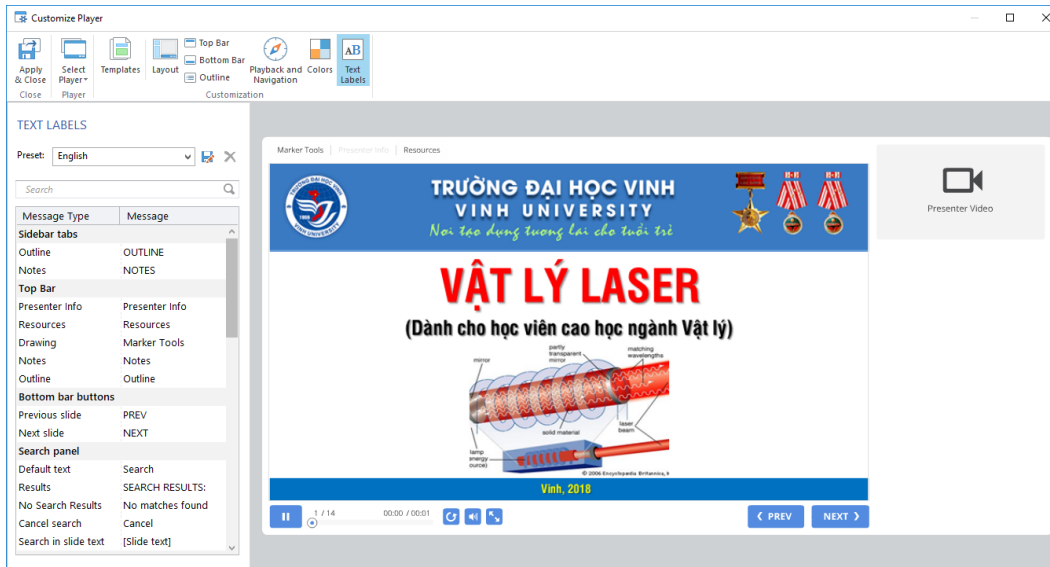 Customize Player
Apply & Close
Select Player
Templates
Layout
Top Bar
Bottom Bar
Outline
Playback and Navigation
Colors
AB
Text Labels
Close
Player
Customization
TEXT LABELS
Preset:
English
Search
Message Type Message
Sidebar tabs
Outline OUTLINE
Notes NOTES
Top Bar
Presenter Info Presenter Info
Resources Resources
Drawing Marker Tools
Notes Notes
Outline Outline
Bottom bar buttons
Previous slide PREV
Next slide NEXT
Search panel
Default text Search
Results SEARCH RESULTS:
No Search Results No matches found
Cancel search Cancel
Search in slide text [Slide text]
Marker Tools Presenter Info Resources
TRƯỜNG ĐẠI HỌC VINH
VINH UNIVERSITY
Nơi tạo dựng tương lai cho tuổi trẻ
VẬT LÝ LASER
(Dành cho học viên cao học ngành Vật lý)
mirror
partly transparent mirror
matching wavelengths
solid material
laser beam
lamp
energy
ource)
© 2006 Encyclopædia Britannica,
Vinh, 2018
1 / 14
00:00 / 00:01
PREV
NEXT
Presenter Video